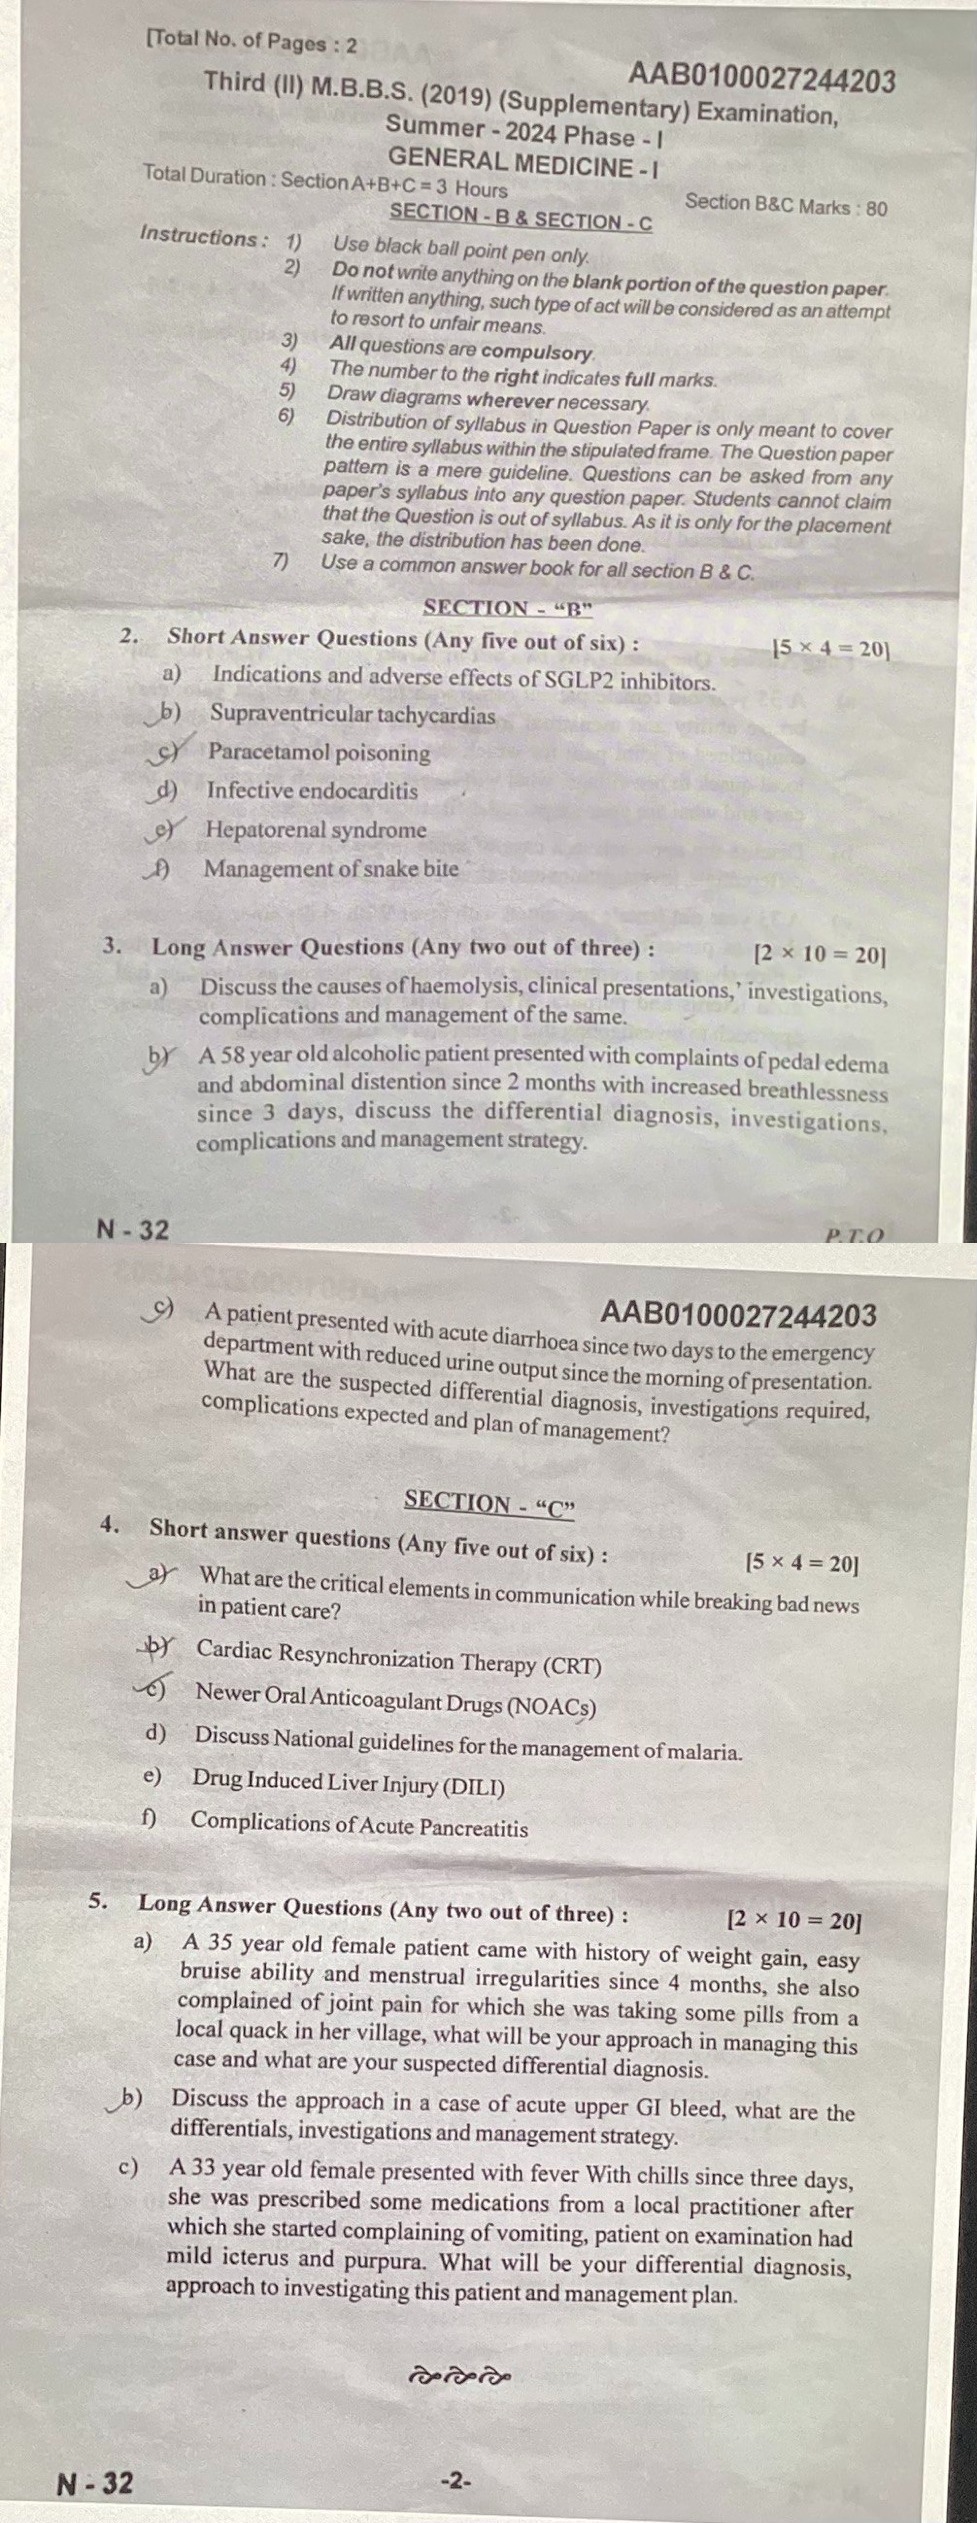 [Total No. of Pages : 2
AAB0100027244203
Third (II) M.B.B.S. (2019) (Supplementary) Examination,
Summer - 2024 Phase - I
GENERAL MEDICINE - I
Total Duration : Section A+B+C = 3 Hours
Section B&C Marks : 80
SECTION - B & SECTION - C
Instructions : 1) Use black ball point pen only.
2) Do not write anything on the blank portion of the question paper.
If written anything, such type of act will be considered as an attempt
to resort to unfair means.
3) All questions are compulsory.
4) The number to the right indicates full marks.
5) Draw diagrams wherever necessary.
6) Distribution of syllabus in Question Paper is only meant to cover
the entire syllabus within the stipulated frame. The Question paper
pattern is a mere guideline. Questions can be asked from any
paper's syllabus into any question paper. Students cannot claim
that the Question is out of syllabus. As it is only for the placement
sake, the distribution has been done.
7) Use a common answer book for all section B & C.
SECTION - “B”
2. Short Answer Questions (Any five out of six) : [5 × 4 = 20]
a) Indications and adverse effects of SGLP2 inhibitors.
b) Supraventricular tachycardias
c) Paracetamol poisoning
d) Infective endocarditis
e) Hepatorenal syndrome
f) Management of snake bite
3. Long Answer Questions (Any two out of three) : [2 × 10 = 20]
a) Discuss the causes of haemolysis, clinical presentations,’ investigations,
complications and management of the same.
b) A 58 year old alcoholic patient presented with complaints of pedal edema
and abdominal distention since 2 months with increased breathlessness
since 3 days, discuss the differential diagnosis, investigations,
complications and management strategy.
N - 32
P.T.O
AAB0100027244203
c) A patient presented with acute diarrhoea since two days to the emergency
department with reduced urine output since the morning of presentation.
What are the suspected differential diagnosis, investigations required,
complications expected and plan of management?
SECTION - “C”
4. Short answer questions (Any five out of six) : [5 × 4 = 20]
a) What are the critical elements in communication while breaking bad news
in patient care?
b) Cardiac Resynchronization Therapy (CRT)
c) Newer Oral Anticoagulant Drugs (NOACs)
d) Discuss National guidelines for the management of malaria.
e) Drug Induced Liver Injury (DILI)
f) Complications of Acute Pancreatitis
5. Long Answer Questions (Any two out of three) : [2 × 10 = 20]
a) A 35 year old female patient came with history of weight gain, easy
bruise ability and menstrual irregularities since 4 months, she also
complained of joint pain for which she was taking some pills from a
local quack in her village, what will be your approach in managing this
case and what are your suspected differential diagnosis.
b) Discuss the approach in a case of acute upper GI bleed, what are the
differentials, investigations and management strategy.
c) A 33 year old female presented with fever With chills since three days,
she was prescribed some medications from a local practitioner after
which she started complaining of vomiting, patient on examination had
mild icterus and purpura. What will be your differential diagnosis,
approach to investigating this patient and management plan.
N - 32
-2-